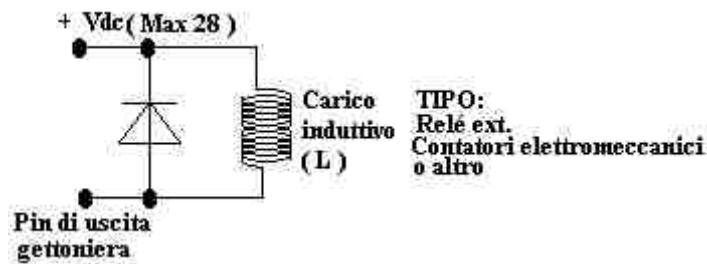 + Vdc ( Max 28 )
Carico
induttivo
( L )
TIPO:
Relé ext.
Contatori elettromeccanici
o altro
Pin di uscita
gettoniera